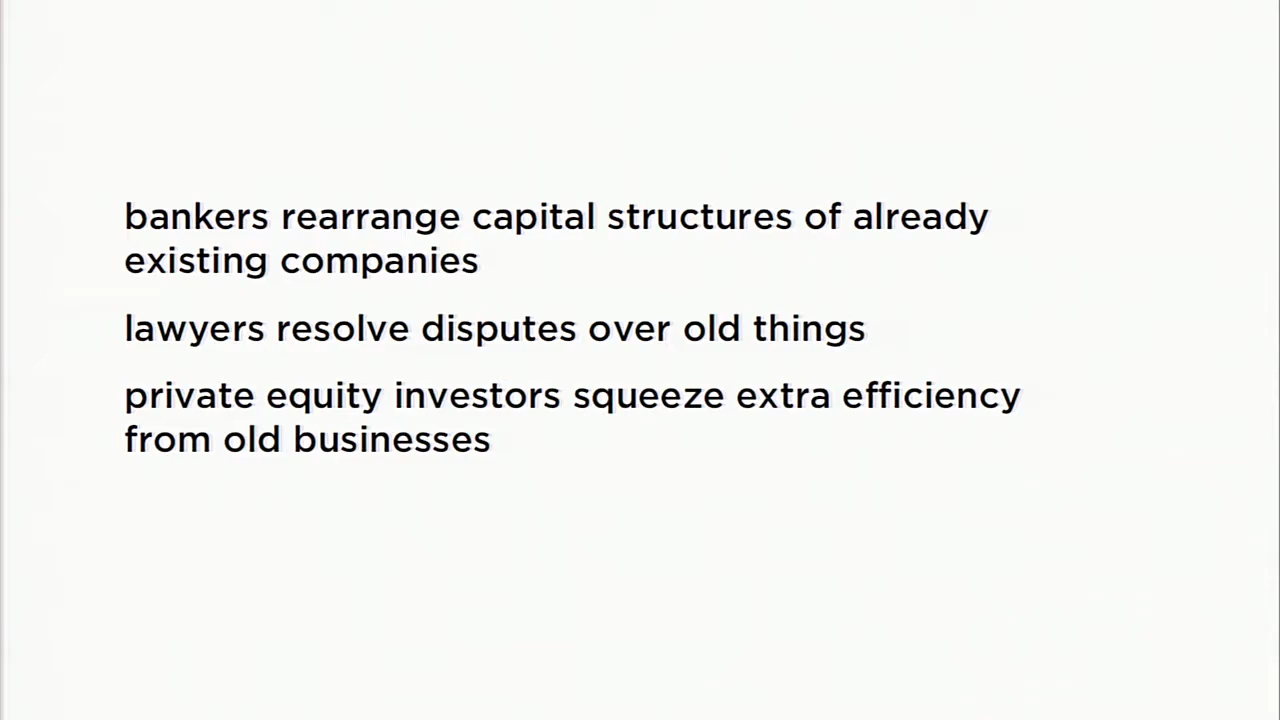 bankers rearrange capital structures of already
existing companies
lawyers resolve disputes over old things
private equity investors squeeze extra efficiency
from old businesses